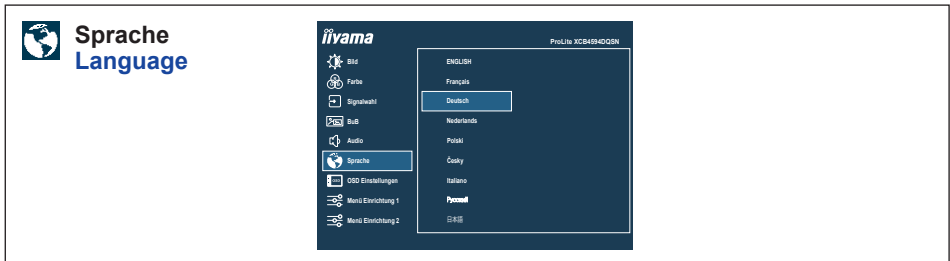 Sprache
Language
iiyama
ProLite XCB4594DQSN
Bild
Farbe
Signalwahl
BuB
Audio
Sprache
OSD Einstellungen
Menü Einrichtung 1
Menü Einrichtung 2
ENGLISH
Français
Deutsch
Nederlands
Polski
Česky
Italiano
Русский
日本語